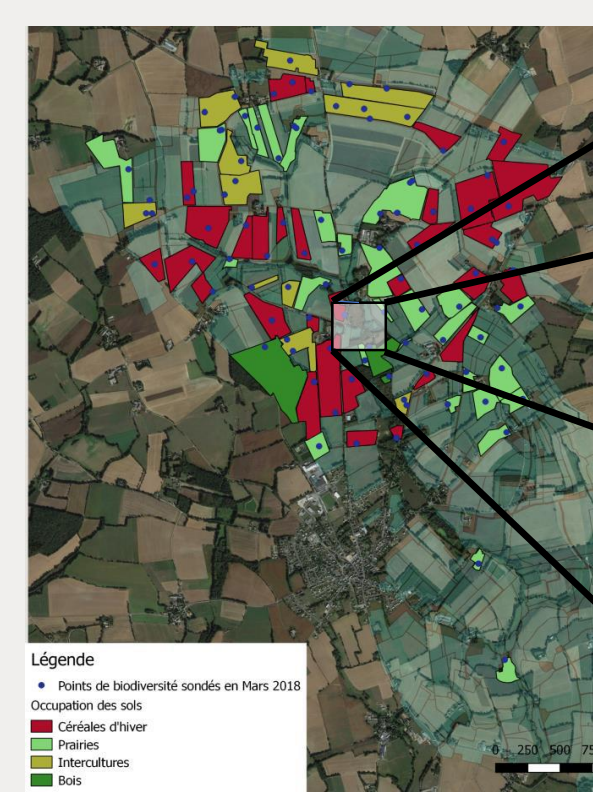 Légende
Points de biodiversité sondés en Mars 2018
Occupation des sols
Céréales d'hiver
Prairies
Intercultures
Bois
0 250 500 75